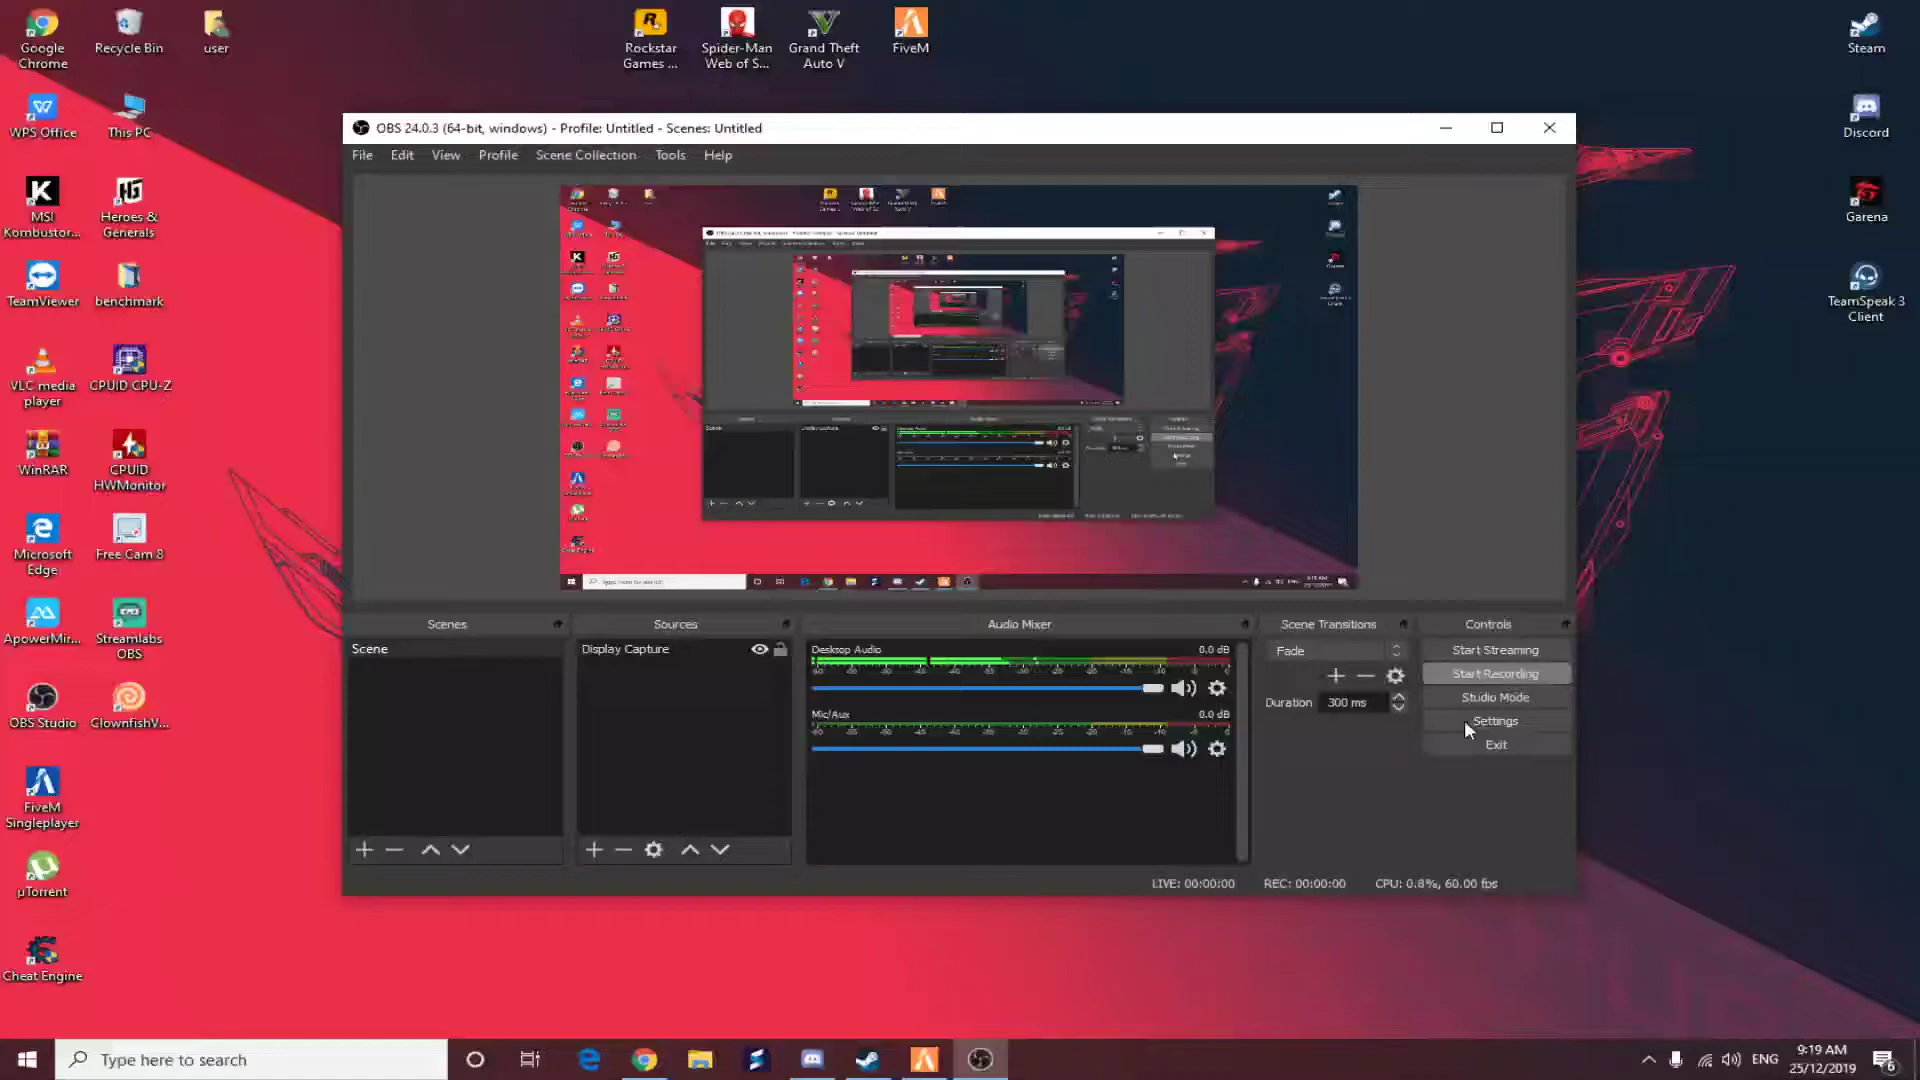 Google
Chrome
Recycle Bin
user
Rockstar
Games ...
Spider-Man
Web of S...
Grand Theft
Auto V
FiveM
Steam
WPS Office
This PC
Discord
MSI
Kombustor...
Heroes &
Generals
Garena
TeamViewer
benchmark
TeamSpeak 3
Client
VLC media
player
CPUID CPU-Z
WinRAR
CPUID
HWMonitor
Microsoft
Edge
Free Cam 8
ApowerMir...
Streamlabs
OBS
OBS Studio
ClownfishV...
FiveM
Singleplayer
µTorrent
Cheat Engine
OBS 24.0.3 (64-bit, windows) - Profile: Untitled - Scenes: Untitled
File Edit View Profile Scene Collection Tools Help
Scenes
Scene
Sources
Display Capture
Audio Mixer
Desktop Audio 0.0 dB
Mic/Aux 0.0 dB
Scene Transitions
Fade
Duration 300 ms
Controls
Start Streaming
Start Recording
Studio Mode
Settings
Exit
LIVE: 00:00:00 REC: 00:00:00 CPU: 0.8%, 60.00 fps
Type here to search
ENG
9:19 AM
25/12/2019
6